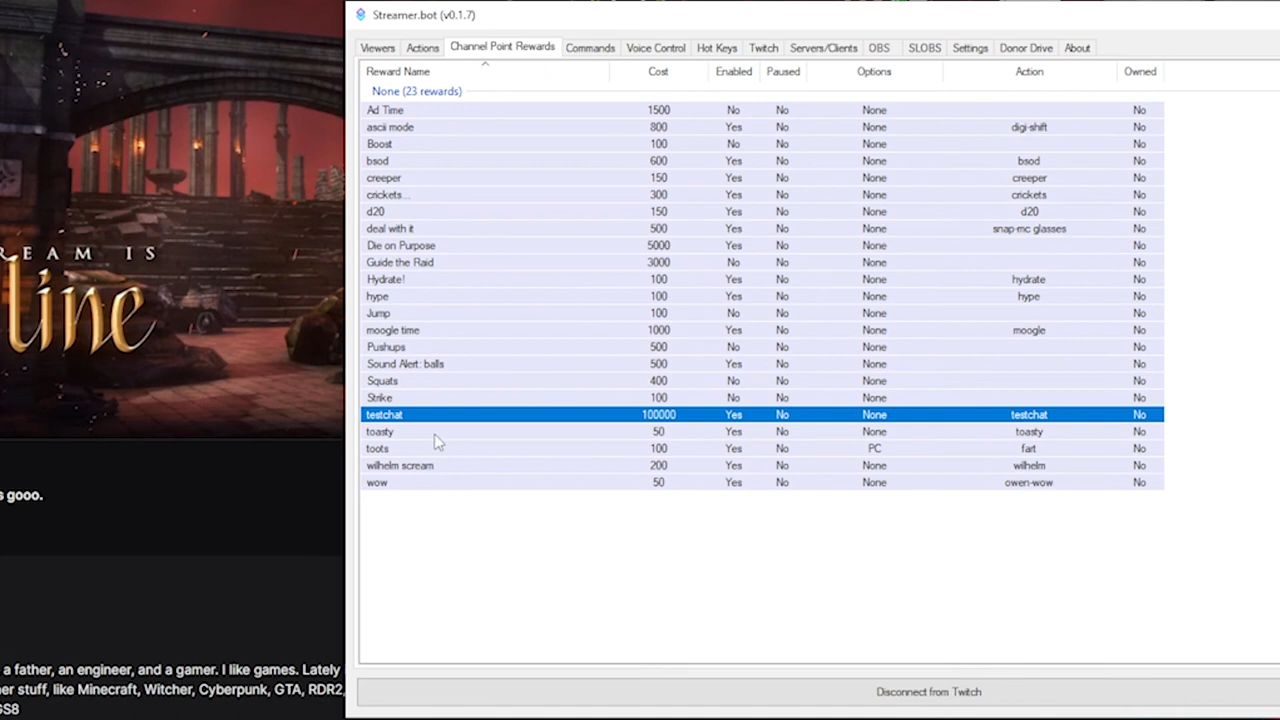 Streamer.bot (v0.1.7)
Viewers Actions Channel Point Rewards Commands Voice Control Hot Keys Twitch Servers/Clients OBS SLOBS Settings Donor Drive About
Reward Name Cost Enabled Paused Options Action Owned
None (23 rewards)
Ad Time 1500 No No None No
ascii mode 800 Yes No None digi-shift No
Boost 100 No No None No
bsod 600 Yes No None bsod No
creeper 150 Yes No None creeper No
crickets... 300 Yes No None crickets No
d20 150 Yes No None d20 No
deal with it 500 Yes No None snap-mc glasses No
Die on Purpose 5000 Yes No None No
Guide the Raid 3000 No No None No
Hydrate! 100 Yes No None hydrate No
hype 100 Yes No None hype No
Jump 100 No No None No
moogle time 1000 Yes No None moogle No
Pushups 500 No No None No
Sound Alert: balls 500 Yes No None No
Squats 400 No No None No
Strike 100 No No None No
testchat 100000 Yes No None testchat No
toasty 50 Yes No None toasty No
toots 100 Yes No PC fart No
wilhelm scream 200 Yes No None wilhelm No
wow 50 Yes No None owen-wow No
Disconnect from Twitch
REAM IS
line
s gooo.
a father, an engineer, and a gamer. I like games. Lately
er stuff, like Minecraft, Witcher, Cyberpunk, GTA, RDR2,
GS8